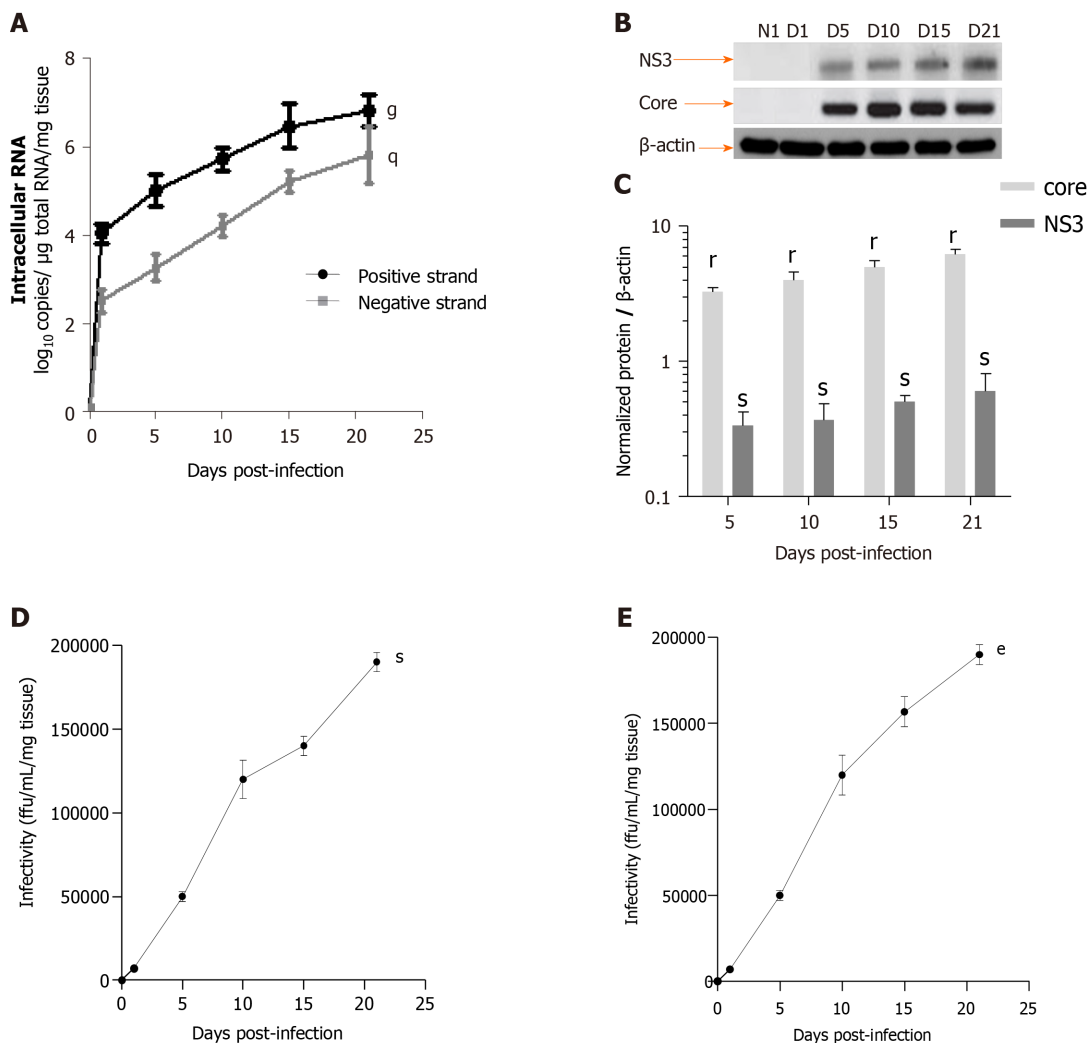 A
Intracellular RNA
log10 copies/ µg total RNA/mg tissue
8
6
4
2
0
g
q
Positive strand
Negative strand
0 5 10 15 20 25
Days post-infection
B
N1 D1 D5 D10 D15 D21
NS3
Core
β-actin
C
core
NS3
Normalized protein / β-actin
10
1
0.1
r r r r
s s s s
5 10 15 21
Days post-infection
D
Infectivity (ffu/mL/mg tissue)
200000
150000
100000
50000
0
s
0 5 10 15 20 25
Days post-infection
E
Infectivity (ffu/mL/mg tissue)
200000
150000
100000
50000
0
e
0 5 10 15 20 25
Days post-infection